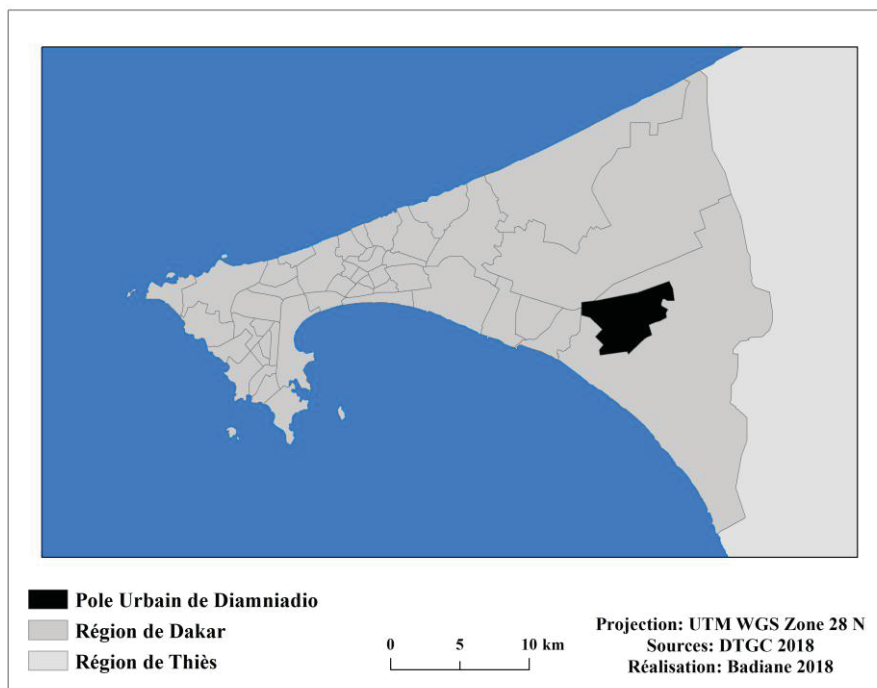 Pole Urbain de Diamniadio
Région de Dakar
Région de Thiès
0 5 10 km
Projection: UTM WGS Zone 28 N
Sources: DTGC 2018
Réalisation: Badiane 2018